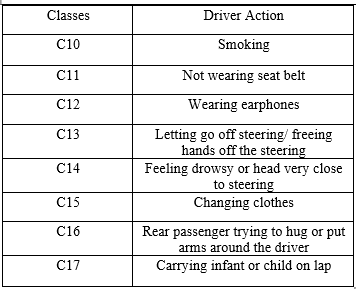 Classes Driver Action
C10 Smoking
C11 Not wearing seat belt
C12 Wearing earphones
C13 Letting go off steering/ freeing
hands off the steering
C14 Feeling drowsy or head very close
to steering
C15 Changing clothes
C16 Rear passenger trying to hug or put
arms around the driver
C17 Carrying infant or child on lap